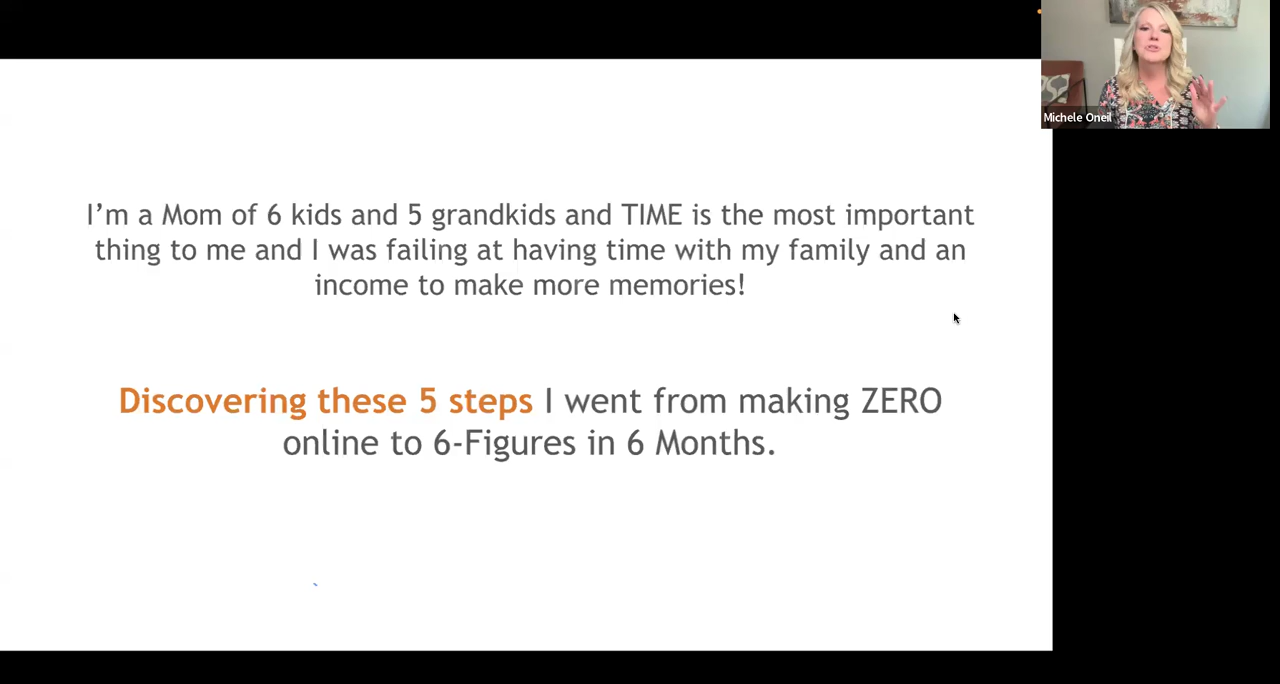 Michele Oneil
I’m a Mom of 6 kids and 5 grandkids and TIME is the most important
thing to me and I was failing at having time with my family and an
income to make more memories!
Discovering these 5 steps I went from making ZERO
online to 6-Figures in 6 Months.
`